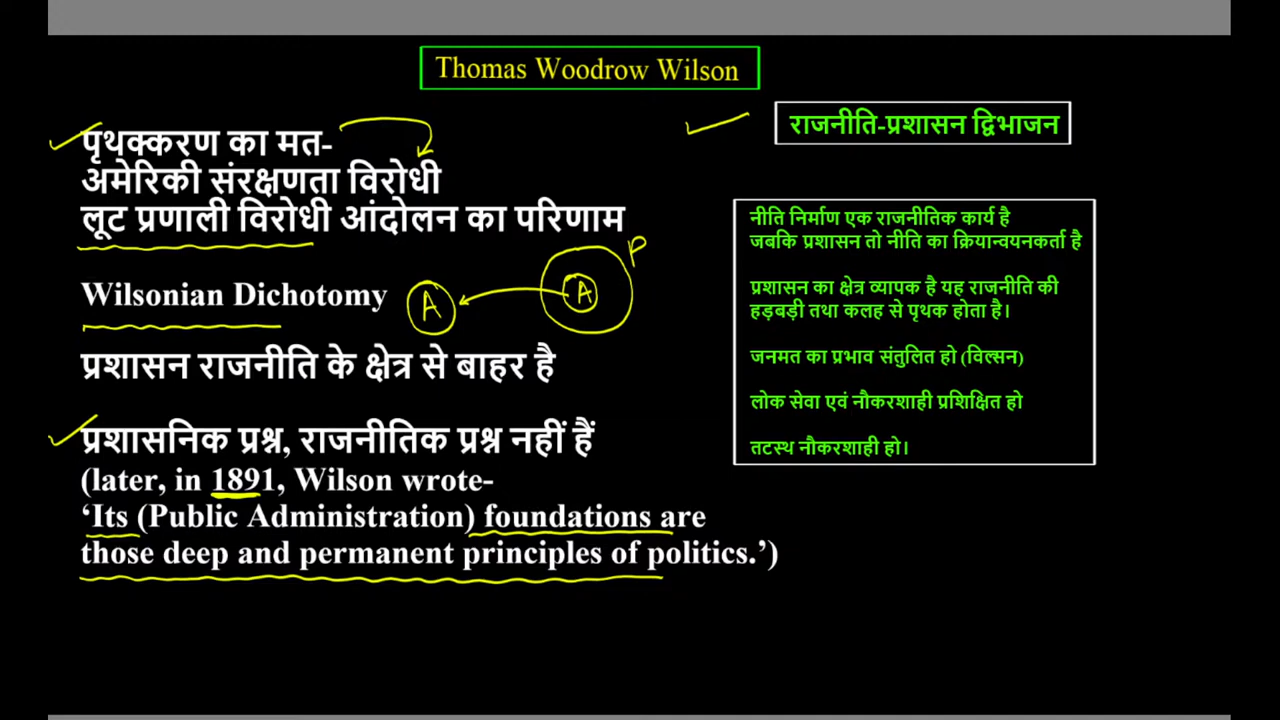 Thomas Woodrow Wilson
पृथक्करण का मत-
अमेरिकी संरक्षणता विरोधी
लूट प्रणाली विरोधी आंदोलन का परिणाम
Wilsonian Dichotomy
A
A
P
प्रशासन राजनीति के क्षेत्र से बाहर है
प्रशासनिक प्रश्न, राजनीतिक प्रश्न नहीं हैं
(later, in 1891, Wilson wrote-
‘Its (Public Administration) foundations are
those deep and permanent principles of politics.’)
राजनीति-प्रशासन द्विभाजन
नीति निर्माण एक राजनीतिक कार्य है
जबकि प्रशासन तो नीति का क्रियान्वयनकर्ता है
प्रशासन का क्षेत्र व्यापक है यह राजनीति की
हड़बड़ी तथा कलह से पृथक होता है।
जनमत का प्रभाव संतुलित हो (विल्सन)
लोक सेवा एवं नौकरशाही प्रशिक्षित हो
तटस्थ नौकरशाही हो।